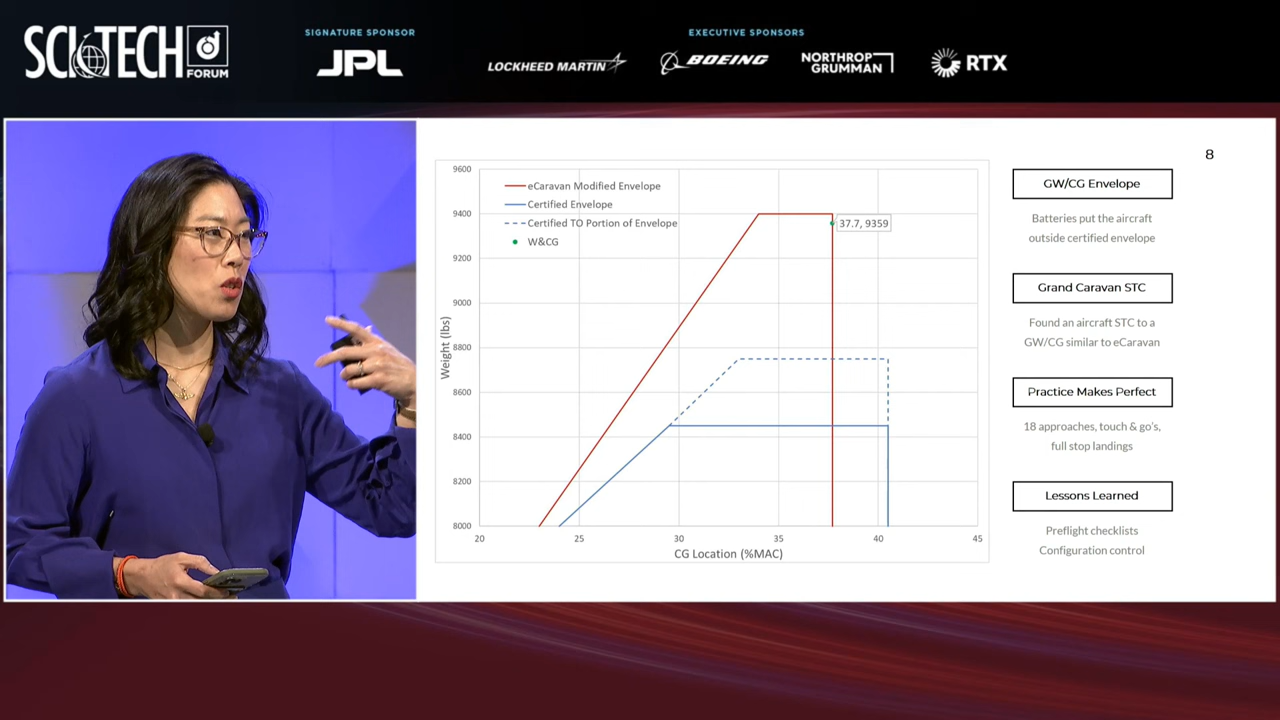 SCITECH
FORUM
SIGNATURE SPONSOR
JPL
EXECUTIVE SPONSORS
LOCKHEED MARTIN
BOEING
NORTHROP
GRUMMAN
RTX
8
9600
9400
9200
9000
8800
8600
8400
8200
8000
Weight (lbs)
eCaravan Modified Envelope
Certified Envelope
Certified TO Portion of Envelope
W&CG
37.7, 9359
20 25 30 35 40 45
CG Location (%MAC)
GW/CG Envelope
Batteries put the aircraft
outside certified envelope
Grand Caravan STC
Found an aircraft STC to a
GW/CG similar to eCaravan
Practice Makes Perfect
18 approaches, touch & go's,
full stop landings
Lessons Learned
Preflight checklists
Configuration control